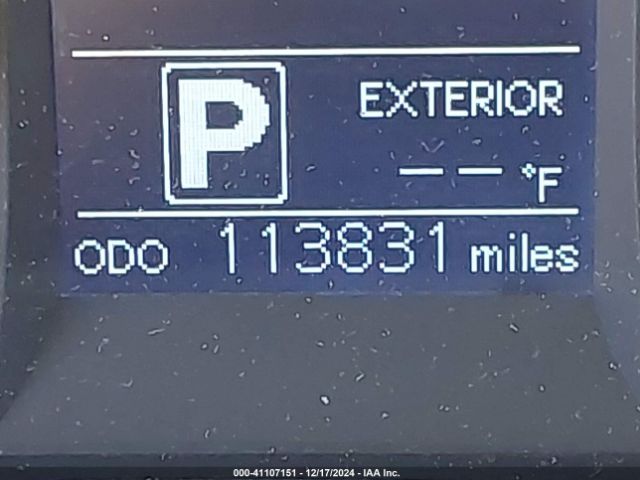 P
EXTERIOR
-- °F
ODO 113831 miles
000-41107151 - 12/17/2024 - IAA Inc.